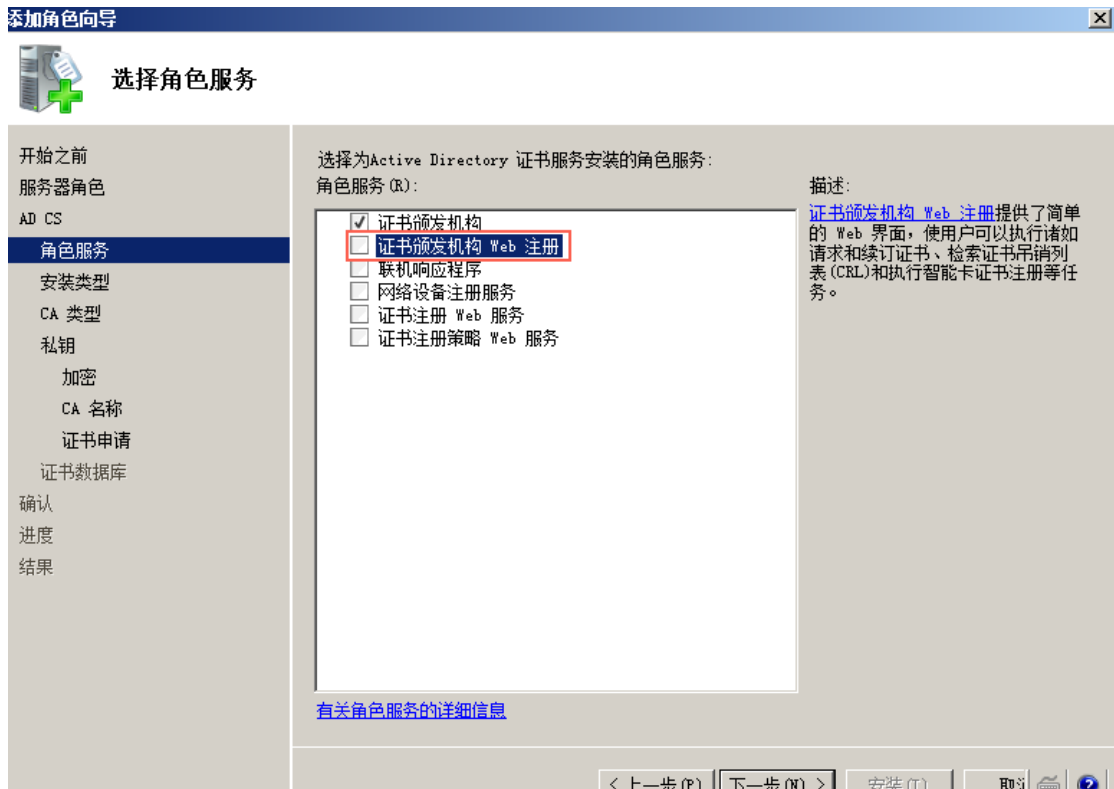 添加角色向导
选择角色服务
开始之前
服务器角色
AD CS
角色服务
安装类型
CA 类型
私钥
加密
CA 名称
证书申请
证书数据库
确认
进度
结果
选择为Active Directory 证书服务安装的角色服务:
角色服务(R):
证书颁发机构
证书颁发机构 Web 注册
联机响应程序
网络设备注册服务
证书注册 Web 服务
证书注册策略 Web 服务
有关角色服务的详细信息
描述:
证书颁发机构 Web 注册提供了简单
的 Web 界面，使用户可以执行诸如
请求和续订证书、检索证书吊销列
表(CRL)和执行智能卡证书注册等任
务。
< 上一步(P)
下一步(N) >
安装(I)